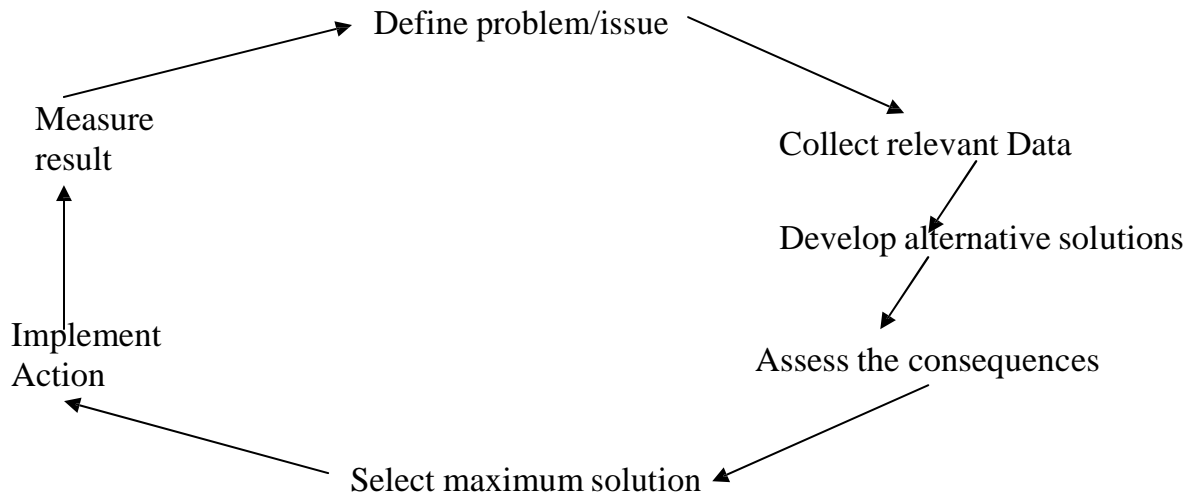 Define problem/issue
Collect relevant Data
Develop alternative solutions
Assess the consequences
Select maximum solution
Implement
Action
Measure
result